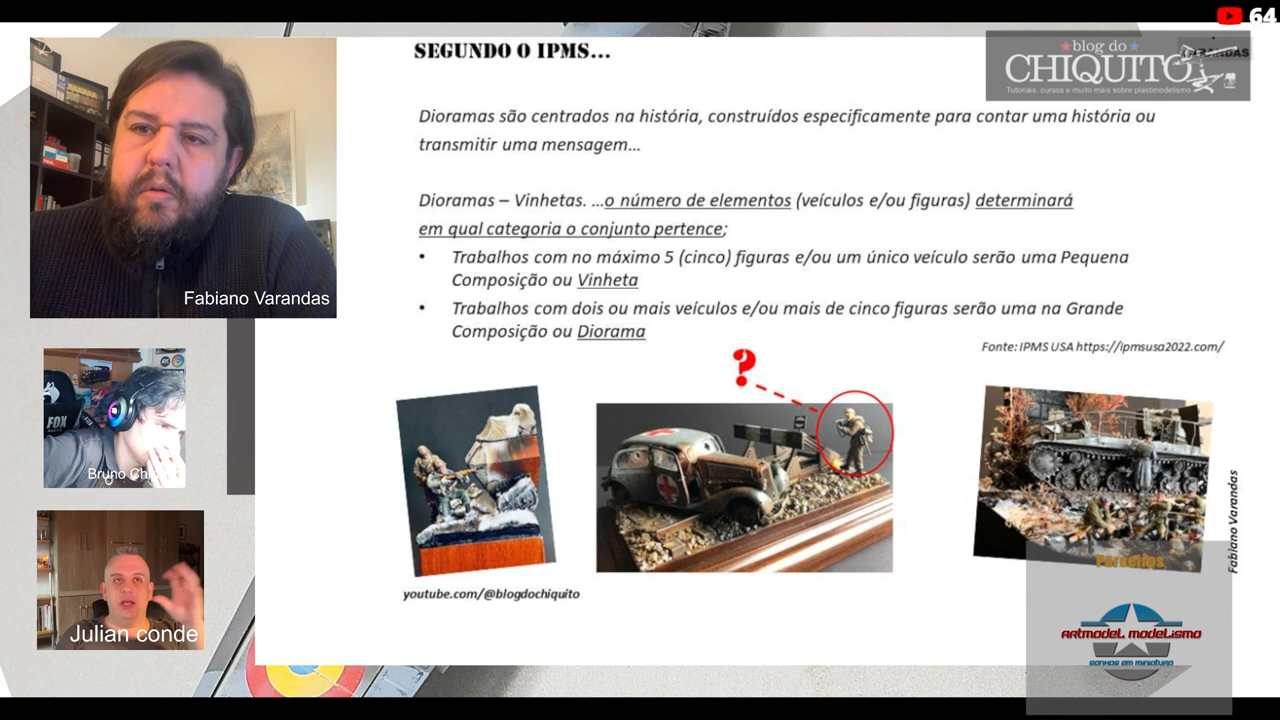 64
SEGUNDO O IPMS...
blog do
CHIQUITO
Tutoriais, cursos e muito mais sobre plastimodelismo
VARANDAS
Dioramas são centrados na história, construídos especificamente para contar uma história ou
transmitir uma mensagem...
Dioramas – Vinhetas. ...o número de elementos (veículos e/ou figuras) determinará
em qual categoria o conjunto pertence;
• Trabalhos com no máximo 5 (cinco) figuras e/ou um único veículo serão uma Pequena
Composição ou Vinheta
• Trabalhos com dois ou mais veículos e/ou mais de cinco figuras serão uma na Grande
Composição ou Diorama
Fonte: IPMS USA https://ipmsusa2022.com/
?
Fabiano Varandas
FOX
Bruno
Julian conde
youtube.com/@blogdochiquito
Fabiano Varandas
Parceiros
ARTMODEL MODELISMO
SONHOS EM MINIATURA